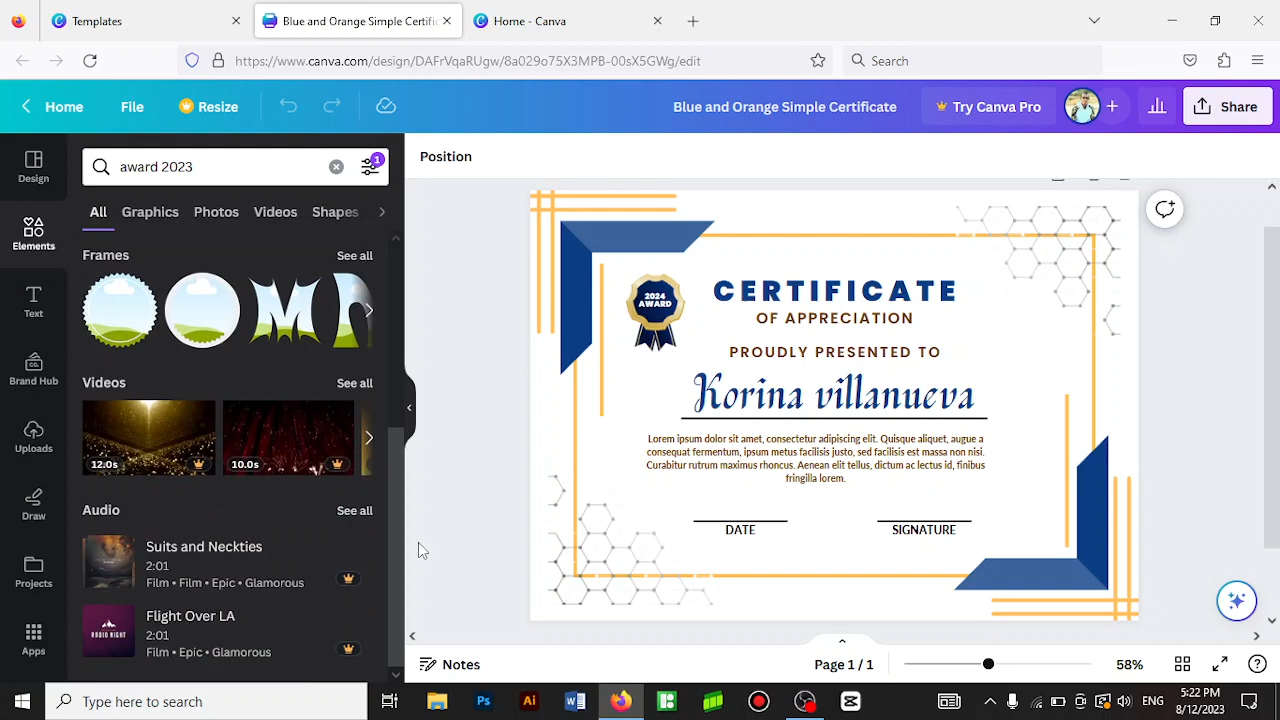 Templates
Blue and Orange Simple Certific
Home - Canva
https://www.canva.com/design/DAFrVqaRUgw/8a029o75X3MPB-00sX5GWg/edit
Search
Home
File
Resize
Blue and Orange Simple Certificate
Try Canva Pro
Share
Design
Elements
Text
Brand Hub
Uploads
Draw
Projects
Apps
award 2023
1
All
Graphics
Photos
Videos
Shapes
Frames
See all
Videos
See all
12.0s
10.0s
Audio
See all
Suits and Neckties
2:01
Film • Film • Epic • Glamorous
RADIO NIGHT
Flight Over LA
2:01
Film • Epic • Glamorous
Position
2024
AWARD
CERTIFICATE
OF APPRECIATION
PROUDLY PRESENTED TO
Korina villanueva
Lorem ipsum dolor sit amet, consectetur adipiscing elit. Quisque aliquet, augue a
consequat fermentum, ipsum metus facilisis justo, sed facilisis est massa non nisi.
Curabitur rutrum maximus rhoncus. Aenean elit tellus, dictum ac lectus id, finibus
fringilla lorem.
DATE
SIGNATURE
Notes
Page 1 / 1
58%
Type here to search
Ps
Ai
ENG
5:22 PM
8/12/2023